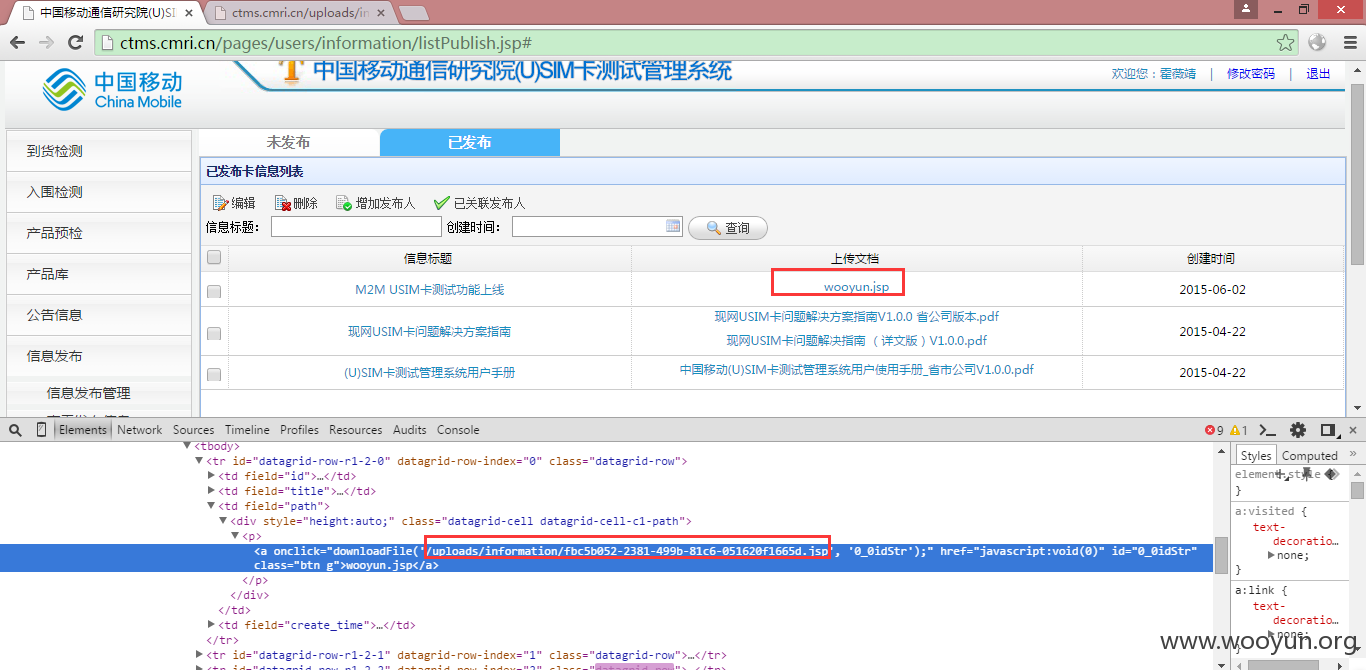 中国移动通信研究院(U)SI
ctms.cmri.cn/uploads/in
ctms.cmri.cn/pages/users/information/listPublish.jsp#
中国移动
China Mobile
中国移动通信研究院(U)SIM卡测试管理系统
欢迎您：霍薇靖 | 修改密码 | 退出
到货检测
入围检测
产品预检
产品库
公告信息
信息发布
信息发布管理
未发布 已发布
已发布卡信息列表
编辑 删除 增加发布人 已关联发布人
信息标题： 创建时间： 查询
信息标题 上传文档 创建时间
M2M USIM卡测试功能上线 wooyun.jsp 2015-06-02
现网USIM卡问题解决方案指南 现网USIM卡问题解决方案指南V1.0.0 省公司版本.pdf 2015-04-22
现网USIM卡问题解决指南 （详文版）V1.0.0.pdf
(U)SIM卡测试管理系统用户手册 中国移动(U)SIM卡测试管理系统用户使用手册_省市公司V1.0.0.pdf 2015-04-22
Elements Network Sources Timeline Profiles Resources Audits Console 9 1
<tbody>
<tr id="datagrid-row-r1-2-0" datagrid-row-index="0" class="datagrid-row">
<td field="id">…</td>
<td field="title">…</td>
<td field="path">
<div style="height:auto;" class="datagrid-cell datagrid-cell-c1-path">
<p>
<a onclick="downloadFile('/uploads/information/fbc5b052-2381-499b-81c6-051620f1665d.jsp', '0_0idStr');" href="javascript:void(0)" id="0_0idStr"
class="btn g">wooyun.jsp</a>
</p>
</div>
</td>
<td field="create_time">…</td>
</tr>
<tr id="datagrid-row-r1-2-1" datagrid-row-index="1" class="datagrid-row">…</tr>
<tr id="datagrid-row-r1-2-2" datagrid-row-index="2" class="datagrid-row">…</tr>
Styles Computed »
element.style
}
a:visited {
text-
decoratio…
none;
}
a:link {
text-
decoratio…
none;
www.wooyun.org